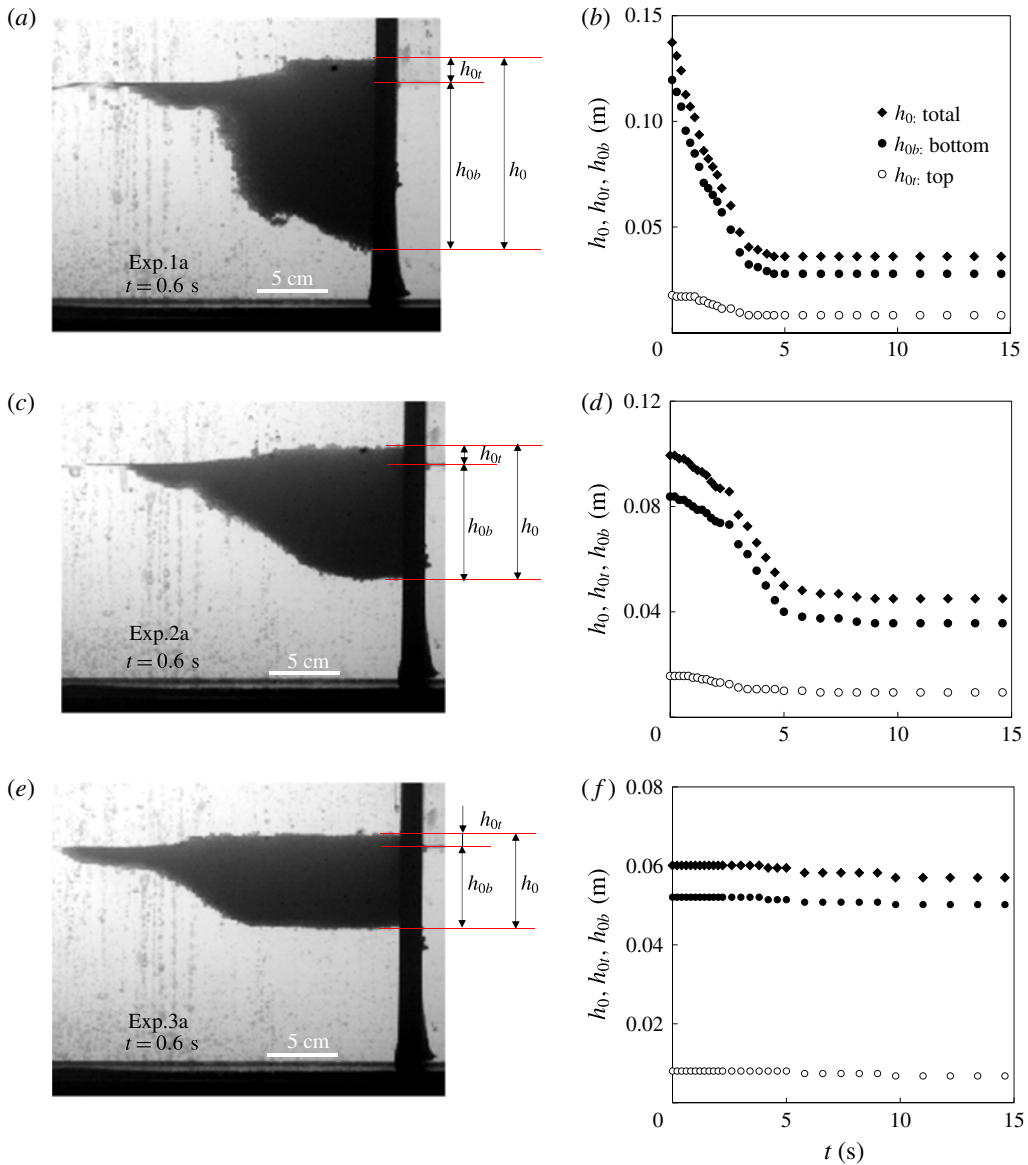 (a)
h0t
h0b
h0
Exp.1a
t = 0.6 s
5 cm
(b)
0.15
0.10
0.05
0
5
10
15
h0, h0t, h0b (m)
h0: total
h0b: bottom
h0t: top
(c)
h0t
h0b
h0
Exp.2a
t = 0.6 s
5 cm
(d)
0.12
0.08
0.04
0
5
10
15
h0, h0t, h0b (m)
(e)
h0t
h0b
h0
Exp.3a
t = 0.6 s
5 cm
(f)
0.08
0.06
0.04
0.02
0
5
10
15
h0, h0t, h0b (m)
t (s)